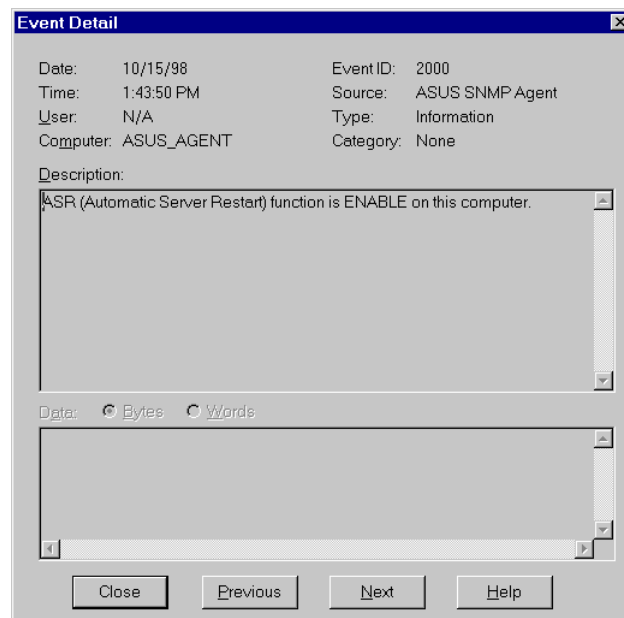 Event Detail
Date: 10/15/98 Event ID: 2000
Time: 1:43:50 PM Source: ASUS SNMP Agent
User: N/A Type: Information
Computer: ASUS_AGENT Category: None
Description:
ASR (Automatic Server Restart) function is ENABLE on this computer.
Data: Bytes Words
Close Previous Next Help